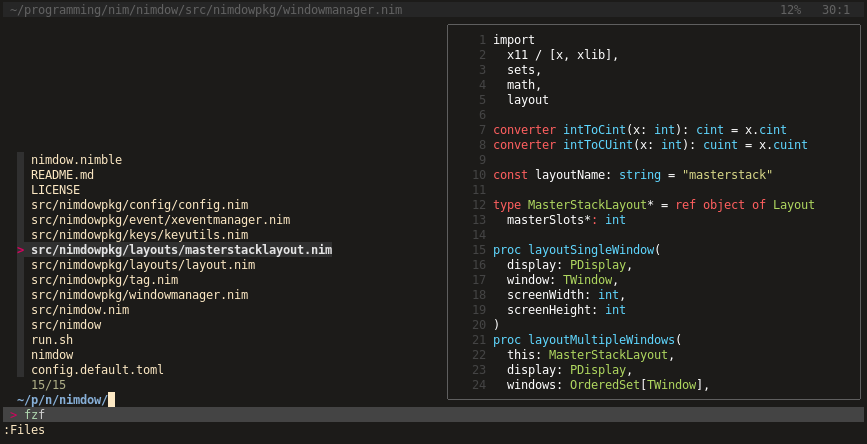 ~/programming/nim/nimdow/src/nimdowpkg/windowmanager.nim 12% 30:1
nimdow.nimble
README.md
LICENSE
src/nimdowpkg/config/config.nim
src/nimdowpkg/event/xeventmanager.nim
src/nimdowpkg/keys/keyutils.nim
> src/nimdowpkg/layouts/masterstacklayout.nim
src/nimdowpkg/layouts/layout.nim
src/nimdowpkg/tag.nim
src/nimdowpkg/windowmanager.nim
src/nimdow.nim
src/nimdow
run.sh
nimdow
config.default.toml
15/15
~/p/n/nimdow/
> fzf
:Files
1 import
2   x11 / [x, xlib],
3   sets,
4   math,
5   layout
6
7 converter intToCint(x: int): cint = x.cint
8 converter intToCUint(x: int): cuint = x.cuint
9
10 const layoutName: string = "masterstack"
11
12 type MasterStackLayout* = ref object of Layout
13   masterSlots*: int
14
15 proc layoutSingleWindow(
16   display: PDisplay,
17   window: TWindow,
18   screenWidth: int,
19   screenHeight: int
20 )
21 proc layoutMultipleWindows(
22   this: MasterStackLayout,
23   display: PDisplay,
24   windows: OrderedSet[TWindow],